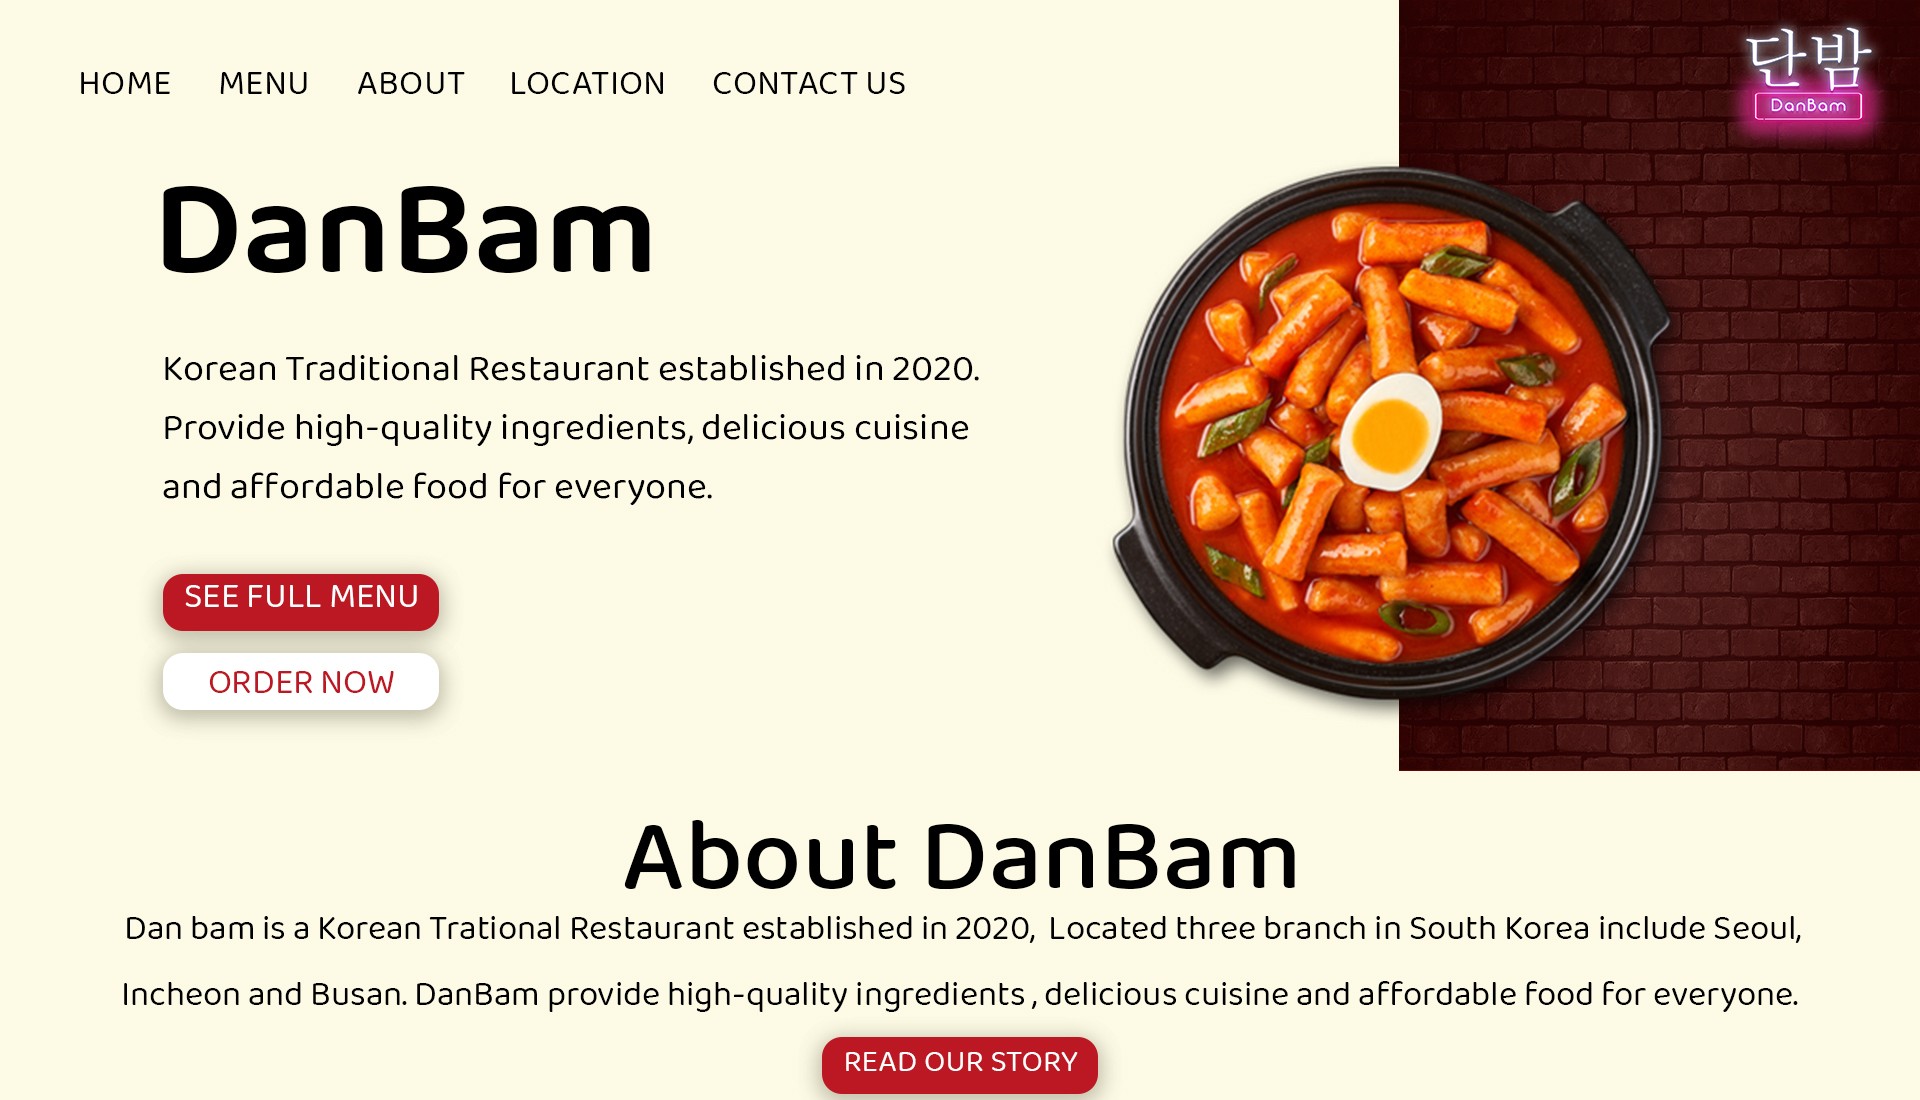 HOME MENU ABOUT LOCATION CONTACT US
단밤
DanBam
DanBam
Korean Traditional Restaurant established in 2020.
Provide high-quality ingredients, delicious cuisine
and affordable food for everyone.
SEE FULL MENU
ORDER NOW
About DanBam
Dan bam is a Korean Trational Restaurant established in 2020, Located three branch in South Korea include Seoul,
Incheon and Busan. DanBam provide high-quality ingredients , delicious cuisine and affordable food for everyone.
READ OUR STORY